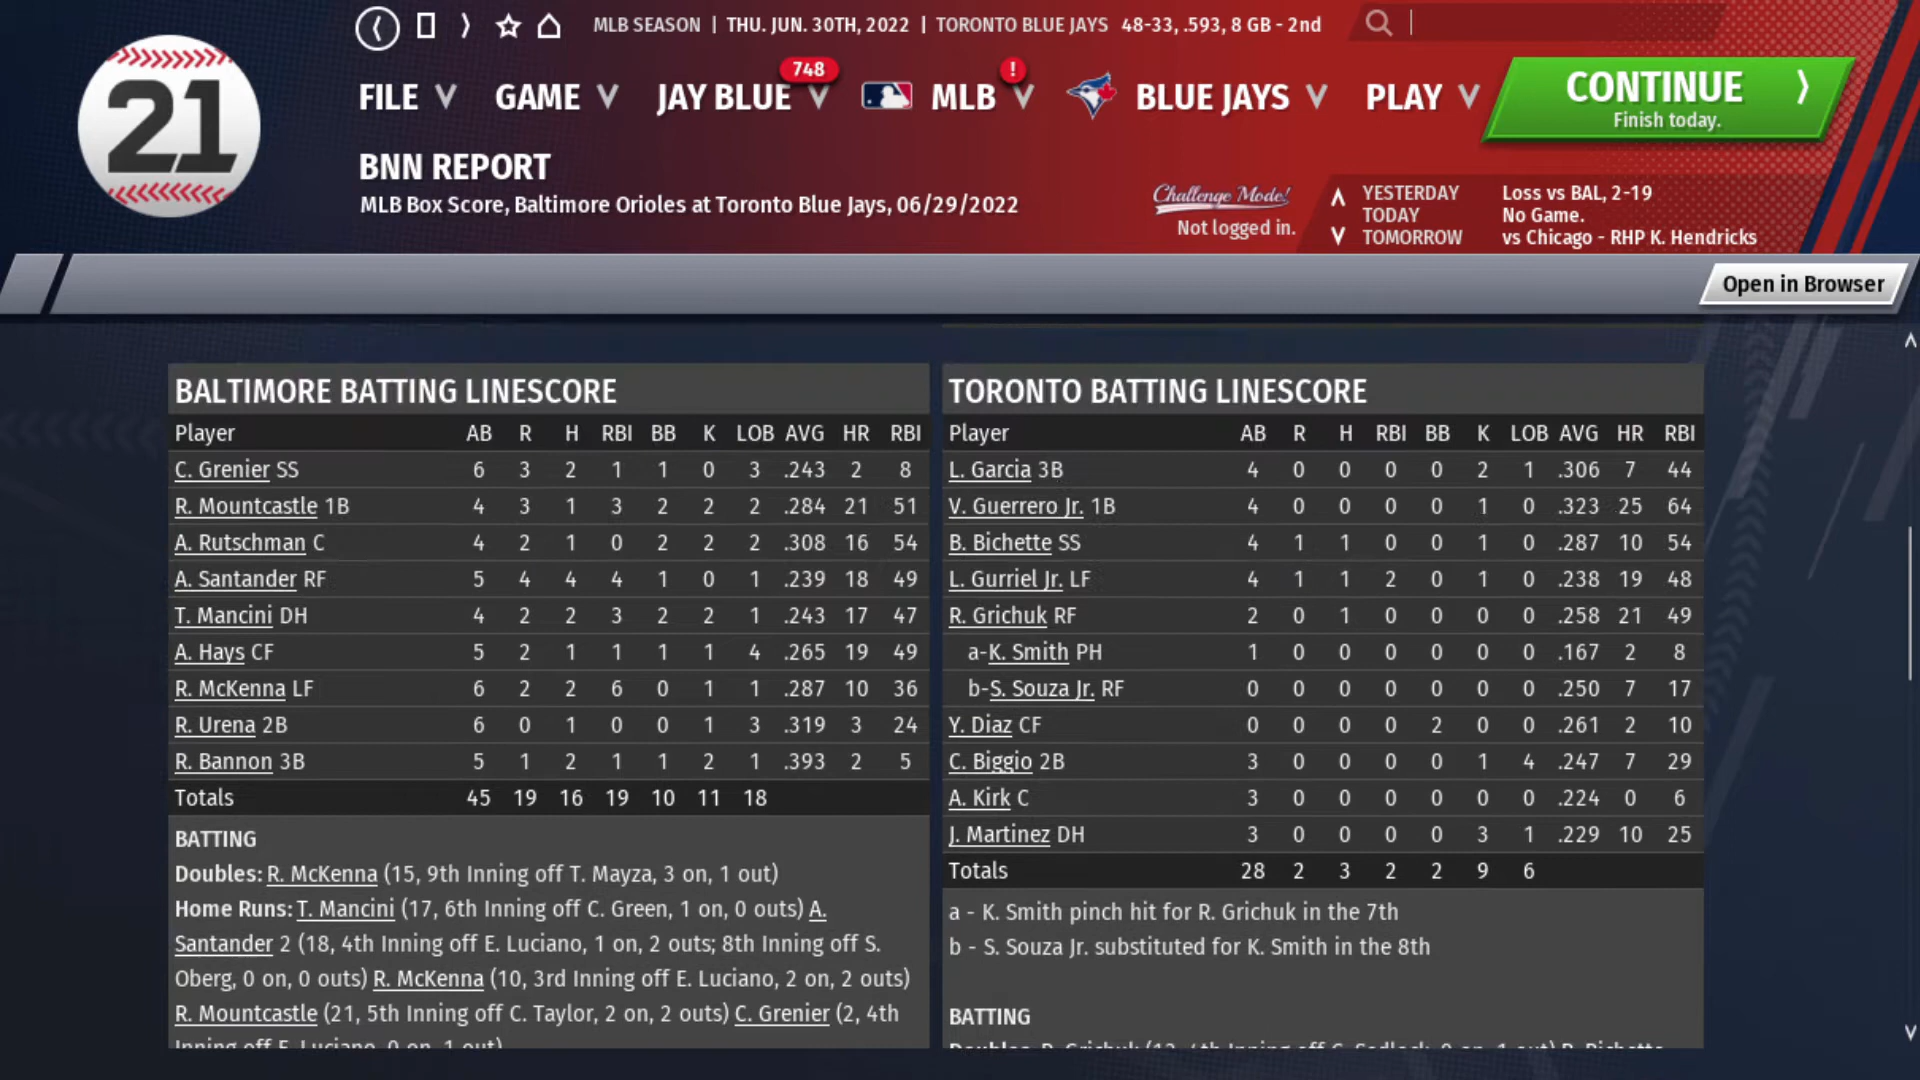 MLB SEASON | THU. JUN. 30TH, 2022 | TORONTO BLUE JAYS 48-33, .593, 8 GB - 2nd
21
FILE GAME JAY BLUE 748 MLB ! BLUE JAYS PLAY
CONTINUE
Finish today.
BNN REPORT
MLB Box Score, Baltimore Orioles at Toronto Blue Jays, 06/29/2022
Challenge Mode!
Not logged in.
YESTERDAY Loss vs BAL, 2-19
TODAY No Game.
TOMORROW vs Chicago - RHP K. Hendricks
Open in Browser
BALTIMORE BATTING LINESCORE
Player AB R H RBI BB K LOB AVG HR RBI
C. Grenier SS 6 3 2 1 1 0 3 .243 2 8
R. Mountcastle 1B 4 3 1 3 2 2 2 .284 21 51
A. Rutschman C 4 2 1 0 2 2 2 .308 16 54
A. Santander RF 5 4 4 4 1 0 1 .239 18 49
T. Mancini DH 4 2 2 3 2 2 1 .243 17 47
A. Hays CF 5 2 1 1 1 1 4 .265 19 49
R. McKenna LF 6 2 2 6 0 1 1 .287 10 36
R. Urena 2B 6 0 1 0 0 1 3 .319 3 24
R. Bannon 3B 5 1 2 1 1 2 1 .393 2 5
Totals 45 19 16 19 10 11 18
BATTING
Doubles: R. McKenna (15, 9th Inning off T. Mayza, 3 on, 1 out)
Home Runs: T. Mancini (17, 6th Inning off C. Green, 1 on, 0 outs) A.
Santander 2 (18, 4th Inning off E. Luciano, 1 on, 2 outs; 8th Inning off S.
Oberg, 0 on, 0 outs) R. McKenna (10, 3rd Inning off E. Luciano, 2 on, 2 outs)
R. Mountcastle (21, 5th Inning off C. Taylor, 2 on, 2 outs) C. Grenier (2, 4th
Inning off E. Luciano, 0 on, 1 out)
TORONTO BATTING LINESCORE
Player AB R H RBI BB K LOB AVG HR RBI
L. Garcia 3B 4 0 0 0 0 2 1 .306 7 44
V. Guerrero Jr. 1B 4 0 0 0 0 1 0 .323 25 64
B. Bichette SS 4 1 1 0 0 1 0 .287 10 54
L. Gurriel Jr. LF 4 1 1 2 0 1 0 .238 19 48
R. Grichuk RF 2 0 1 0 0 0 0 .258 21 49
a-K. Smith PH 1 0 0 0 0 0 0 .167 2 8
b-S. Souza Jr. RF 0 0 0 0 0 0 0 .250 7 17
Y. Diaz CF 0 0 0 0 2 0 0 .261 2 10
C. Biggio 2B 3 0 0 0 0 1 4 .247 7 29
A. Kirk C 3 0 0 0 0 0 0 .224 0 6
J. Martinez DH 3 0 0 0 0 3 1 .229 10 25
Totals 28 2 3 2 2 9 6
a - K. Smith pinch hit for R. Grichuk in the 7th
b - S. Souza Jr. substituted for K. Smith in the 8th
BATTING
Doubles: R. Grichuk (12, 4th Inning off C. Sedlock, 0 on, 1 out) B. Bichette